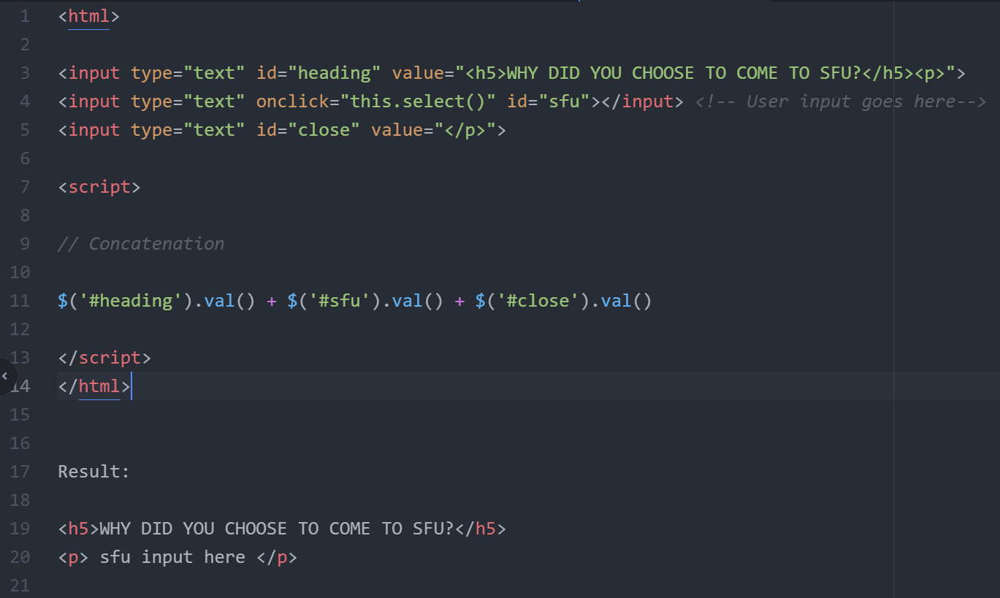 1 <html>
2
3 <input type="text" id="heading" value="<h5>WHY DID YOU CHOOSE TO COME TO SFU?</h5><p>">
4 <input type="text" onclick="this.select()" id="sfu"></input> <!-- User input goes here-->
5 <input type="text" id="close" value="</p>">
6
7 <script>
8
9 // Concatenation
10
11 $('#heading').val() + $('#sfu').val() + $('#close').val()
12
13 </script>
14 </html>
15
16
17 Result:
18
19 <h5>WHY DID YOU CHOOSE TO COME TO SFU?</h5>
20 <p> sfu input here </p>
21